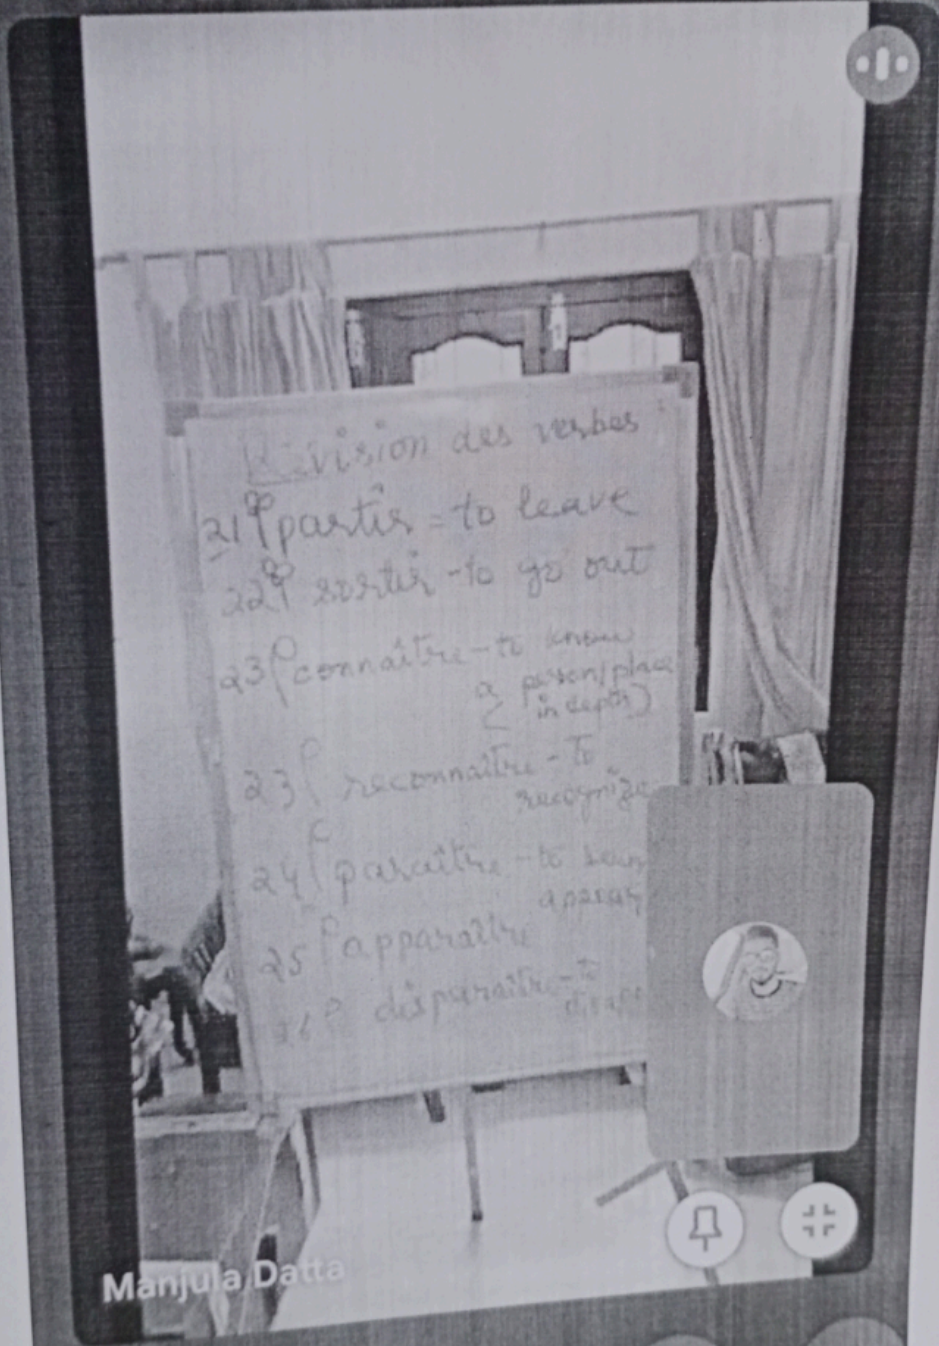 Révision des verbes
21 partir = to leave
22 sortir - to go out
23 connaître - to know
a person/place
in depth)
23 reconnaître - to
recognize
24 paraître - to seem
appear
25 apparaître
26 disparaître - to
Manjula Datta